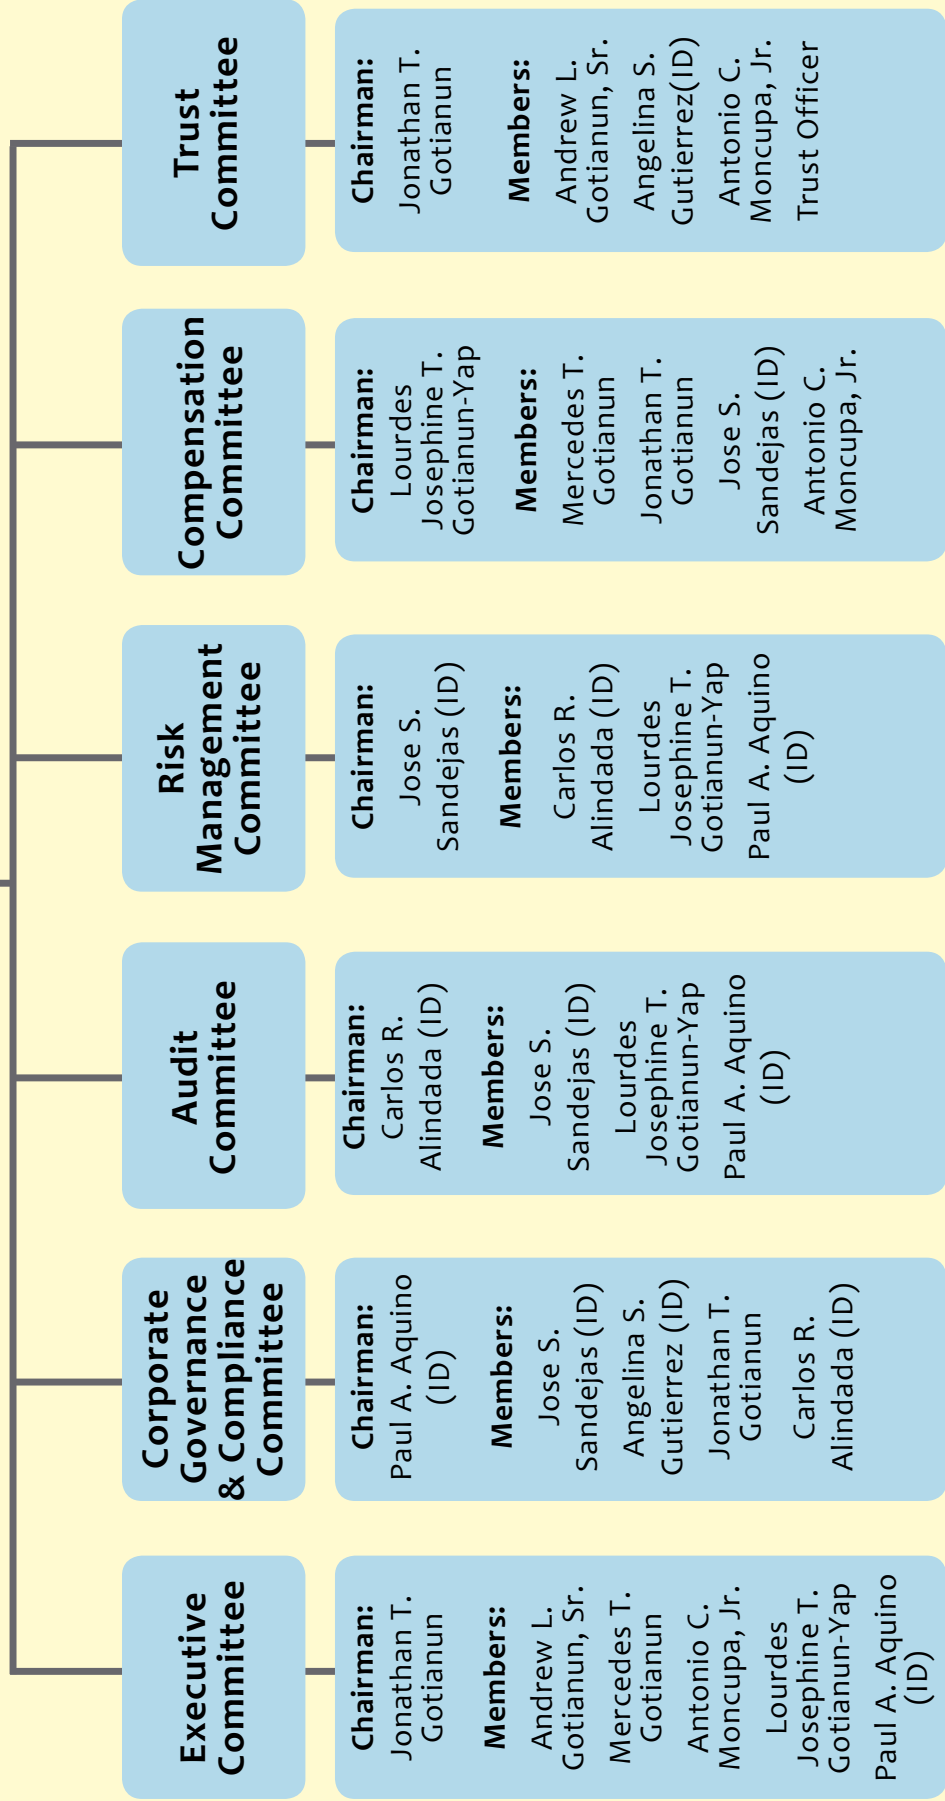 Executive
Committee
Chairman:
Jonathan T.
Gotianun
Members:
Andrew L.
Gotianun, Sr.
Mercedes T.
Gotianun
Antonio C.
Moncupa, Jr.
Lourdes
Josephine T.
Gotianun-Yap
Paul A. Aquino
(ID)
Corporate
Governance
& Compliance
Committee
Chairman:
Paul A. Aquino
(ID)
Members:
Jose S.
Sandejas (ID)
Angelina S.
Gutierrez (ID)
Jonathan T.
Gotianun
Carlos R.
Alindada (ID)
Audit
Committee
Chairman:
Carlos R.
Alindada (ID)
Members:
Jose S.
Sandejas (ID)
Lourdes
Josephine T.
Gotianun-Yap
Paul A. Aquino
(ID)
Risk
Management
Committee
Chairman:
Jose S.
Sandejas (ID)
Members:
Carlos R.
Alindada (ID)
Lourdes
Josephine T.
Gotianun-Yap
Paul A. Aquino
(ID)
Compensation
Committee
Chairman:
Lourdes
Josephine T.
Gotianun-Yap
Members:
Mercedes T.
Gotianun
Jonathan T.
Gotianun
Jose S.
Sandejas (ID)
Antonio C.
Moncupa, Jr.
Trust
Committee
Chairman:
Jonathan T.
Gotianun
Members:
Andrew L.
Gotianun, Sr.
Angelina S.
Gutierrez(ID)
Antonio C.
Moncupa, Jr.
Trust Officer